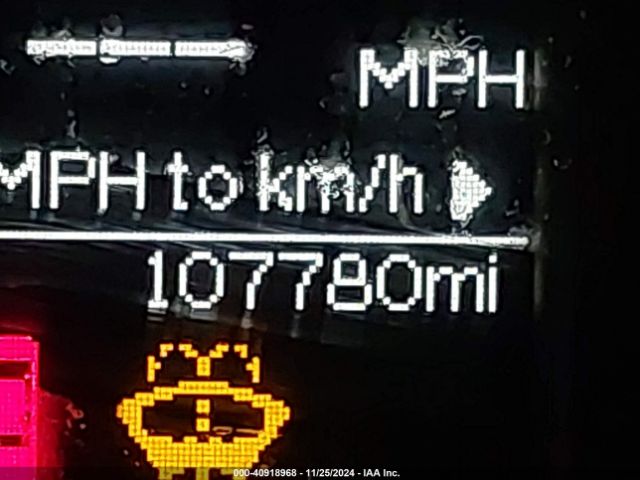 MPH
MPH to km/h
107780mi
000-40918968 - 11/25/2024 - IAA Inc.